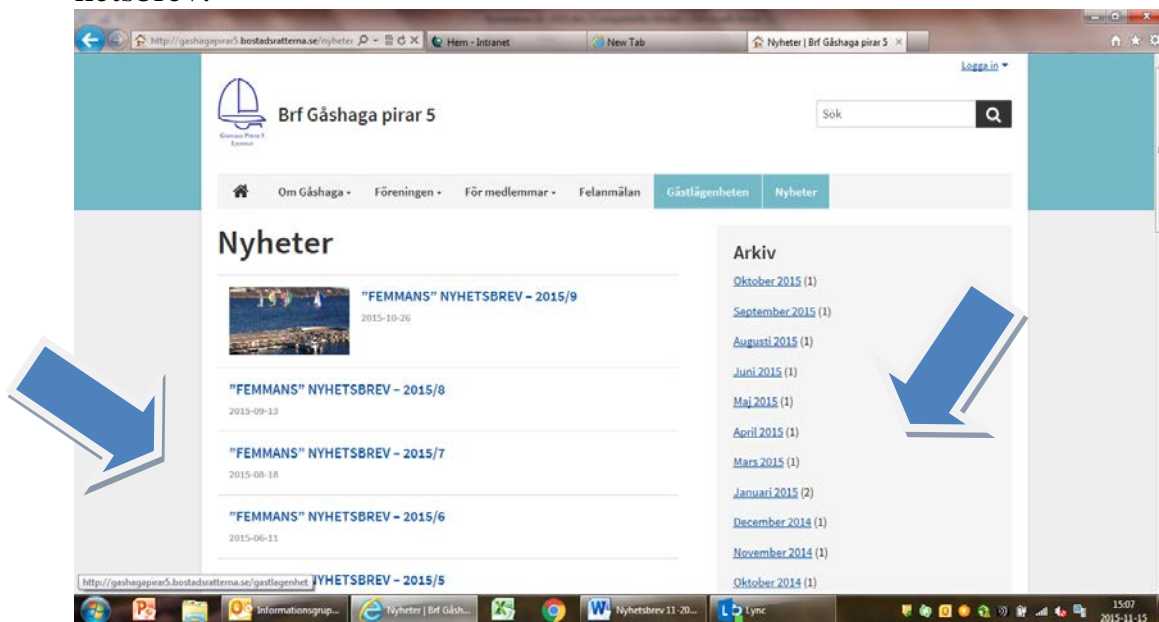 netsbrev.
http://gashagapirar5.bostadsratterna.se/nyheter
Hem - Intranet
New Tab
Nyheter | Brf Gåshaga pirar 5
Logga in
Brf Gåshaga pirar 5
Sök
Om Gåshaga
Föreningen
För medlemmar
Felanmälan
Gästlägenheten
Nyheter
Nyheter
"FEMMANS" NYHETSBREV – 2015/9
2015-10-26
"FEMMANS" NYHETSBREV – 2015/8
2015-09-13
"FEMMANS" NYHETSBREV – 2015/7
2015-08-18
"FEMMANS" NYHETSBREV – 2015/6
2015-06-11
NYHETSBREV – 2015/5
Arkiv
Oktober 2015 (1)
September 2015 (1)
Augusti 2015 (1)
Juni 2015 (1)
Maj 2015 (1)
April 2015 (1)
Mars 2015 (1)
Januari 2015 (2)
December 2014 (1)
November 2014 (1)
Oktober 2014 (1)
http://gashagapirar5.bostadsratterna.se/gastlagenhet
Informationsgrup...
Nyheter | Brf Gåsh...
Nyhetsbrev 11-20...
Lync
15:07
2015-11-15